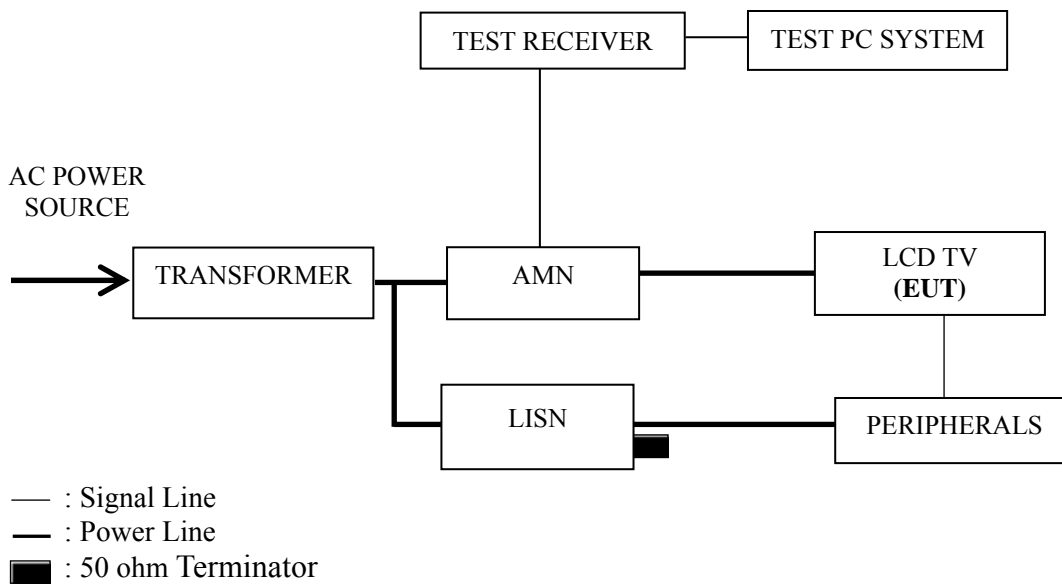 TEST RECEIVER
TEST PC SYSTEM
AC POWER
SOURCE
TRANSFORMER
AMN
LCD TV
(EUT)
LISN
PERIPHERALS
: Signal Line
: Power Line
: 50 ohm Terminator